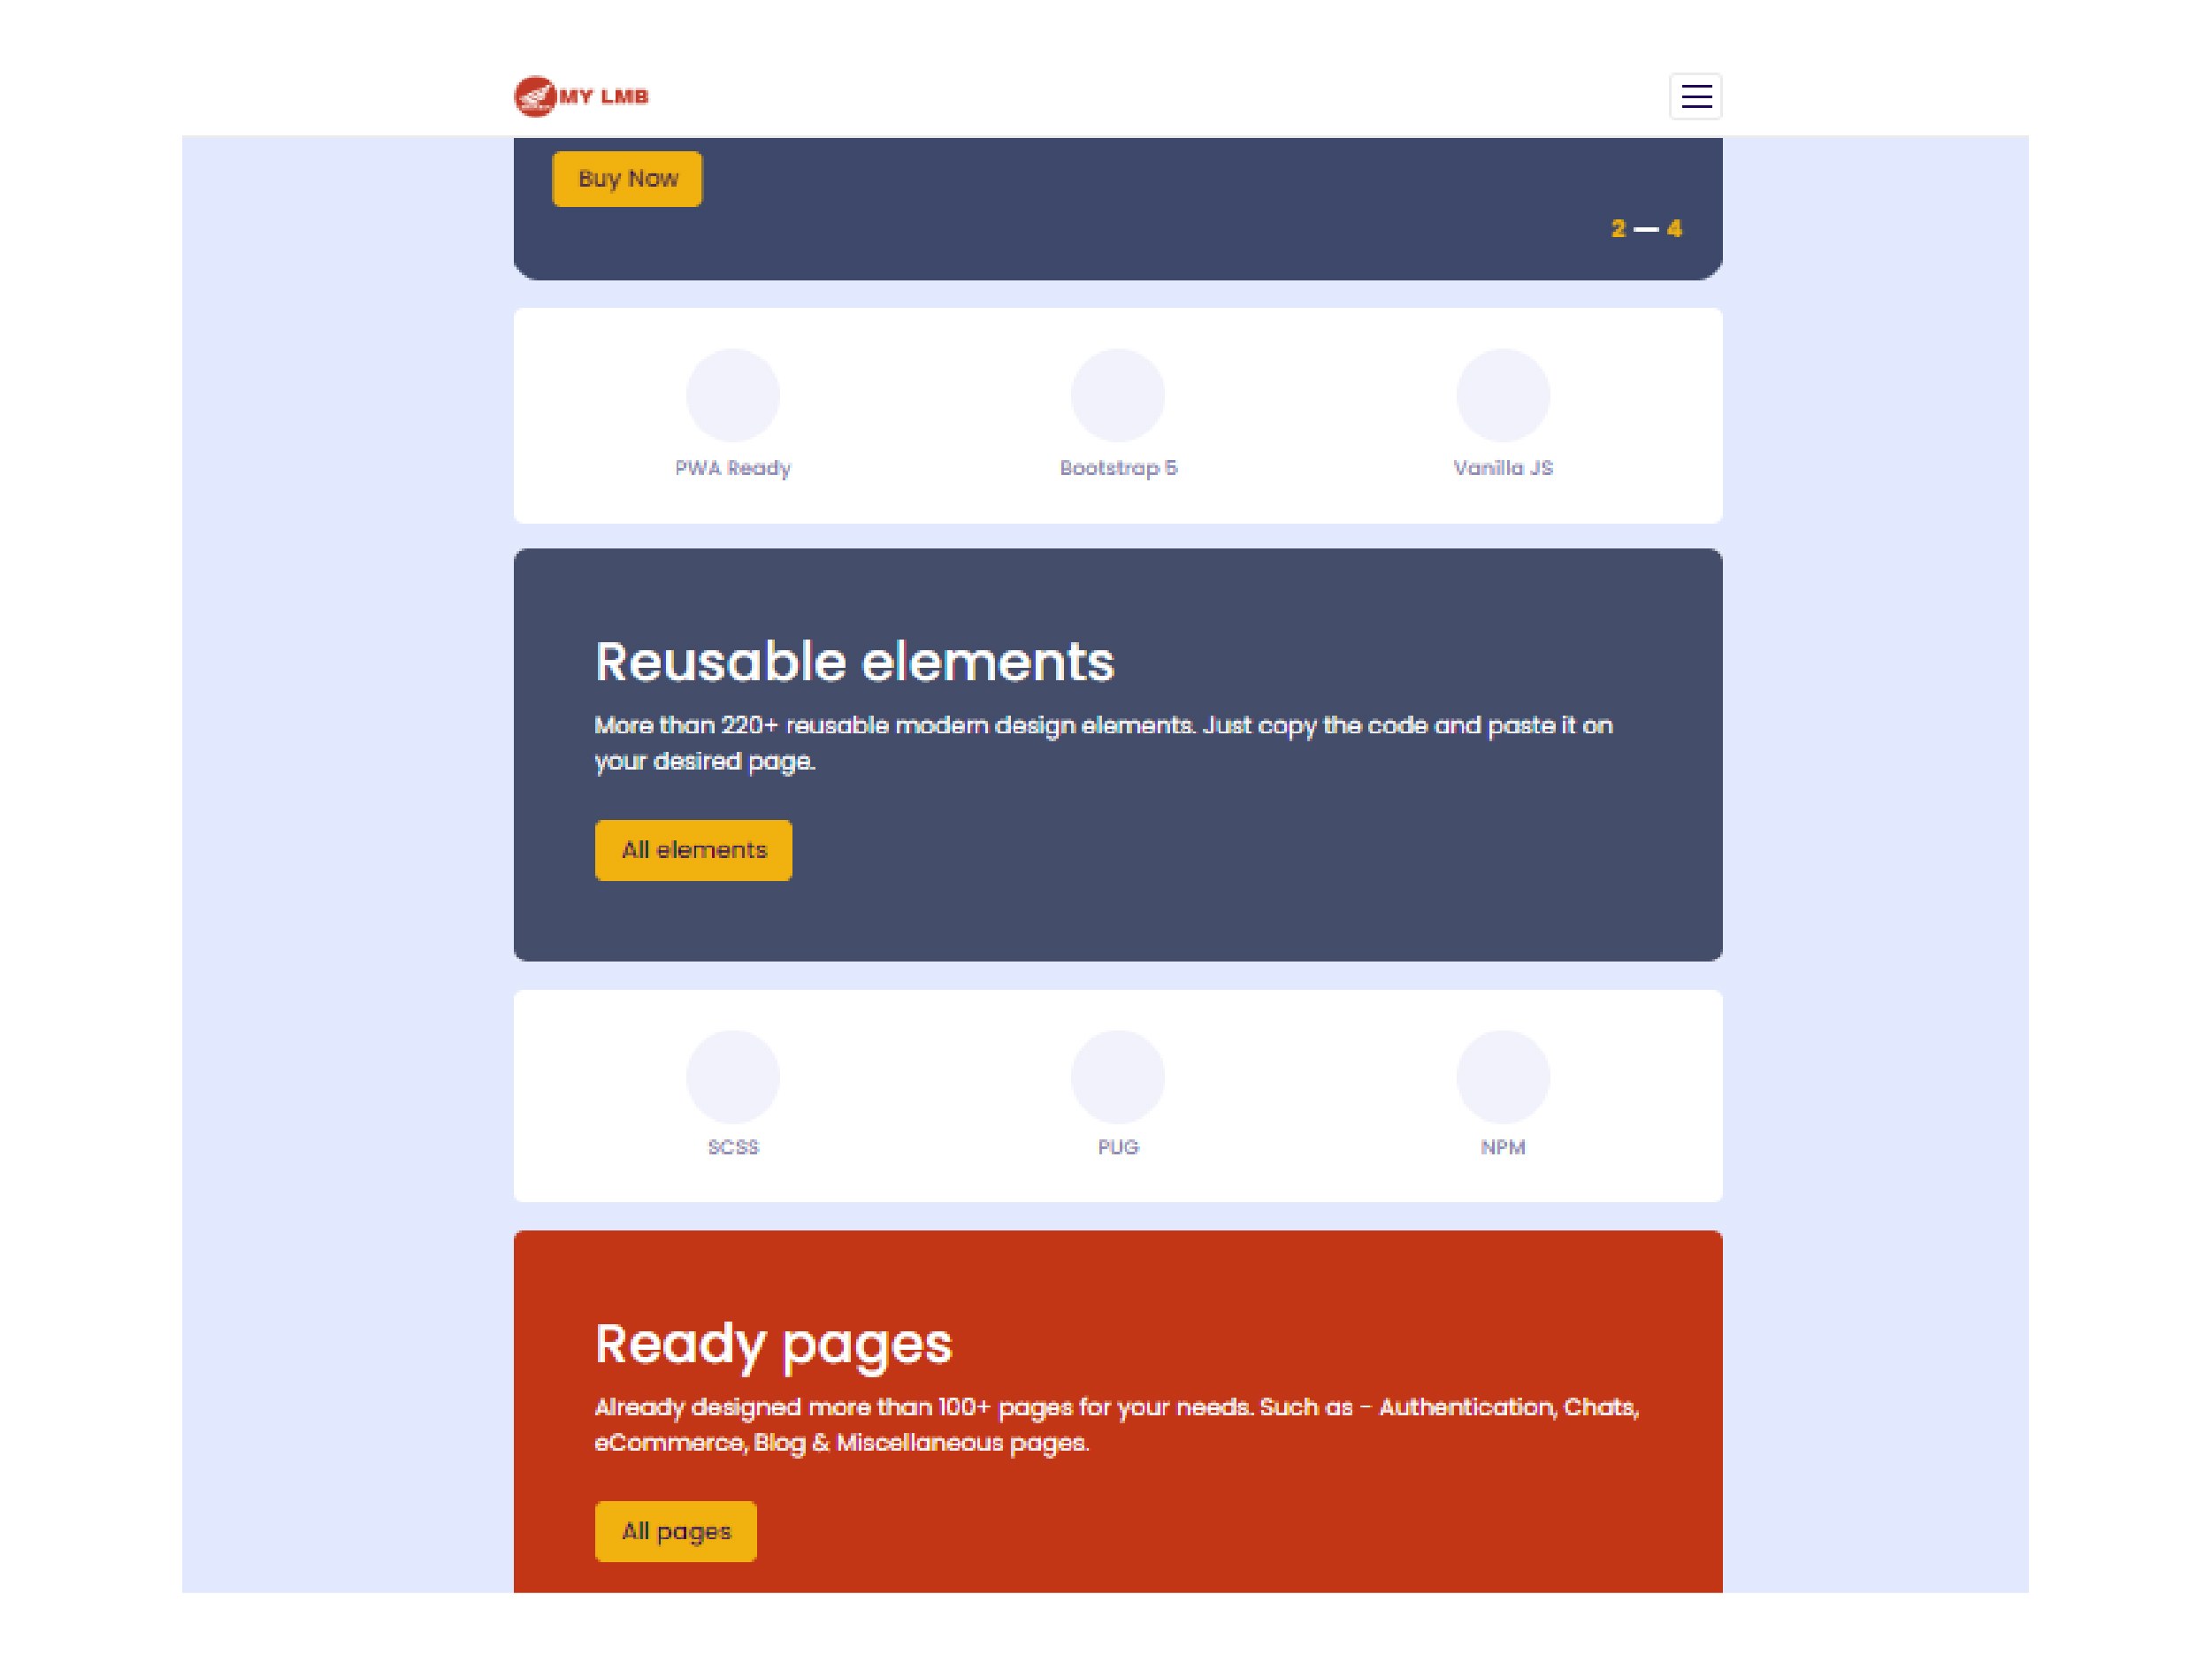 MY LMB
Buy Now
2 — 4
PWA Ready
Bootstrap 5
Vanilla JS
Reusable elements
More than 220+ reusable modern design elements. Just copy the code and paste it on
your desired page.
All elements
SCSS
PUG
NPM
Ready pages
Already designed more than 100+ pages for your needs. Such as - Authentication, Chats,
eCommerce, Blog & Miscellaneous pages.
All pages